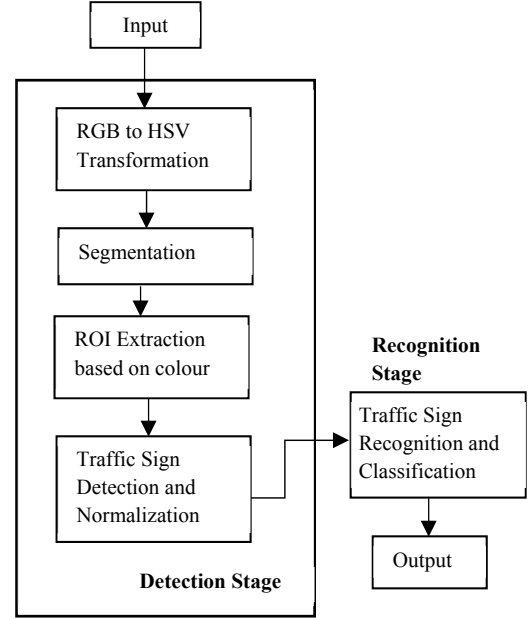 Input
RGB to HSV
Transformation
Segmentation
ROI Extraction
based on colour
Traffic Sign
Detection and
Normalization
Detection Stage
Recognition
Stage
Traffic Sign
Recognition and
Classification
Output